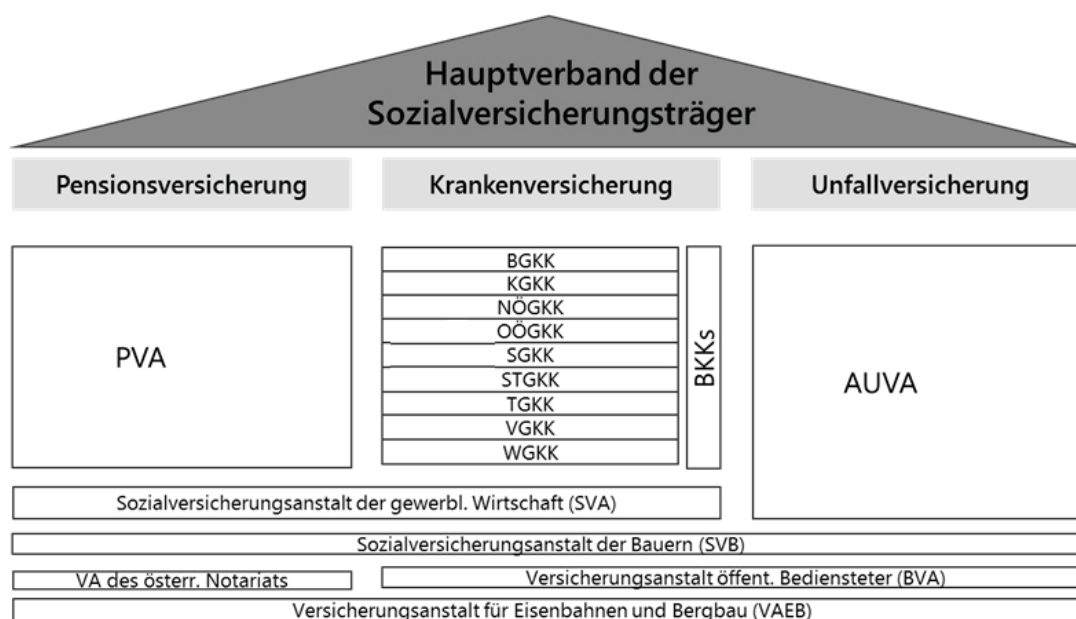 Hauptverband der
Sozialversicherungsträger
Pensionsversicherung
Krankenversicherung
Unfallversicherung
PVA
BGKK
KGKK
NÖGKK
OÖGKK
SGKK
STGKK
TGKK
VGKK
WGKK
BKKs
AUVA
Sozialversicherungsanstalt der gewerbl. Wirtschaft (SVA)
Sozialversicherungsanstalt der Bauern (SVB)
VA des österr. Notariats
Versicherungsanstalt öffent. Bediensteter (BVA)
Versicherungsanstalt für Eisenbahnen und Bergbau (VAEB)